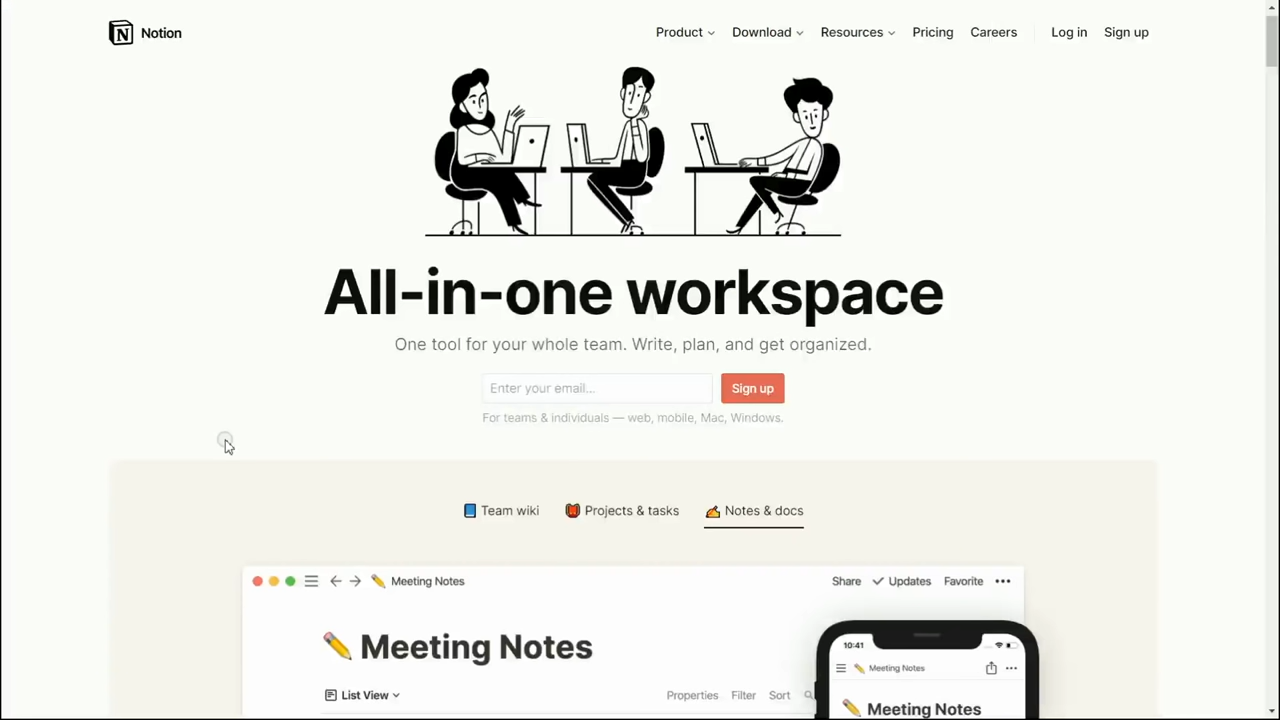 Notion
Product
Download
Resources
Pricing
Careers
Log in
Sign up
All-in-one workspace
One tool for your whole team. Write, plan, and get organized.
Enter your email...
Sign up
For teams & individuals — web, mobile, Mac, Windows.
Team wiki
Projects & tasks
Notes & docs
Meeting Notes
Share
Updates
Favorite
Meeting Notes
List View
Properties
Filter
Sort
10:41
Meeting Notes
Meeting Notes